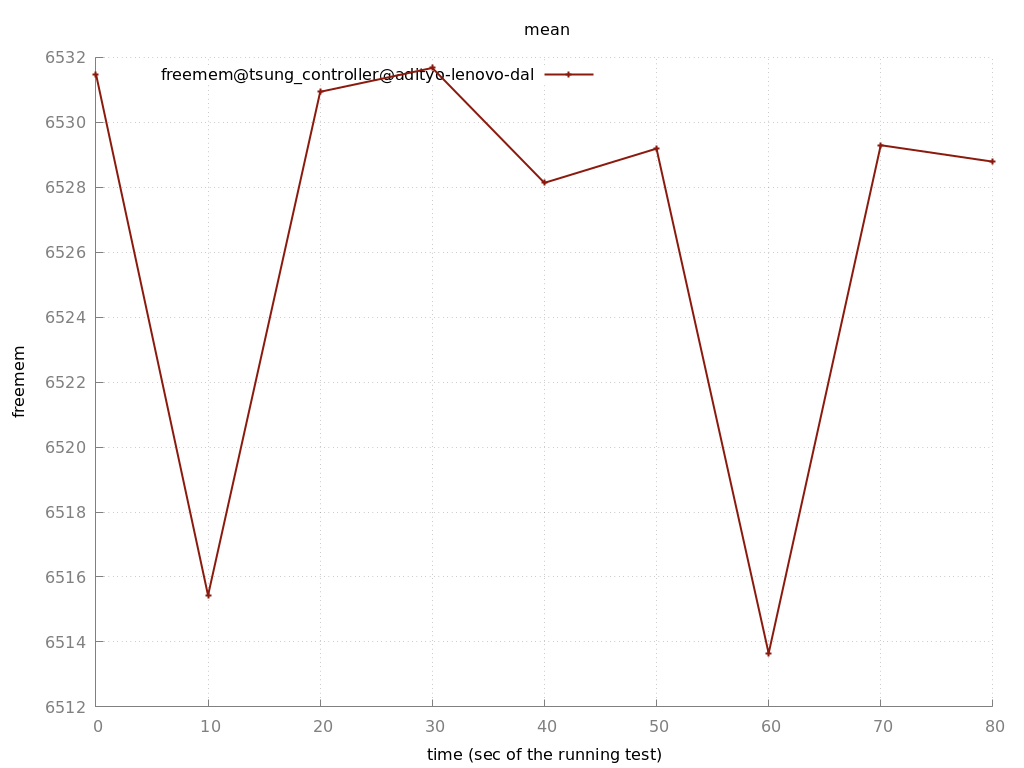 mean
freemem@tsung_controller@adityo-lenovo-dal
6532
6530
6528
6526
6524
6522
6520
6518
6516
6514
6512
freemem
0 10 20 30 40 50 60 70 80
time (sec of the running test)